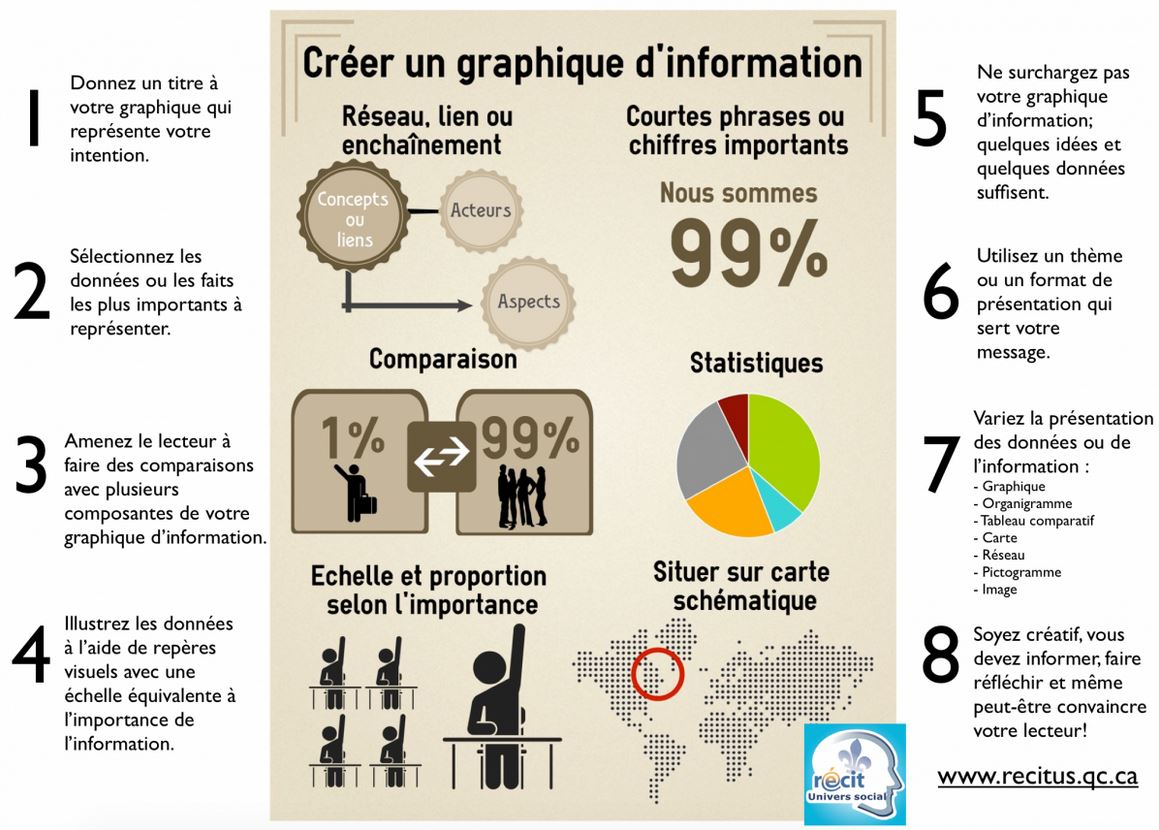 Créer un graphique d'information
1
Donnez un titre à
votre graphique qui
représente votre
intention.
2
Sélectionnez les
données ou les faits
les plus importants à
représenter.
3
Amenez le lecteur à
faire des comparaisons
avec plusieurs
composantes de votre
graphique d’information.
4
Illustrez les données
à l’aide de repères
visuels avec une
échelle équivalente à
l’importance de
l’information.
Réseau, lien ou
enchaînement
Concepts
ou
liens
Acteurs
Aspects
Courtes phrases ou
chiffres importants
Nous sommes
99%
Comparaison
1%
99%
Statistiques
Echelle et proportion
selon l'importance
Situer sur carte
schématique
5
Ne surchargez pas
votre graphique
d’information;
quelques idées et
quelques données
suffisent.
6
Utilisez un thème
ou un format de
présentation qui
sert votre
message.
7
Variez la présentation
des données ou de
l’information :
- Graphique
- Organigramme
- Tableau comparatif
- Carte
- Réseau
- Pictogramme
- Image
8
Soyez créatif, vous
devez informer, faire
réfléchir et même
peut-être convaincre
votre lecteur!
récit
Univers social
www.recitus.qc.ca